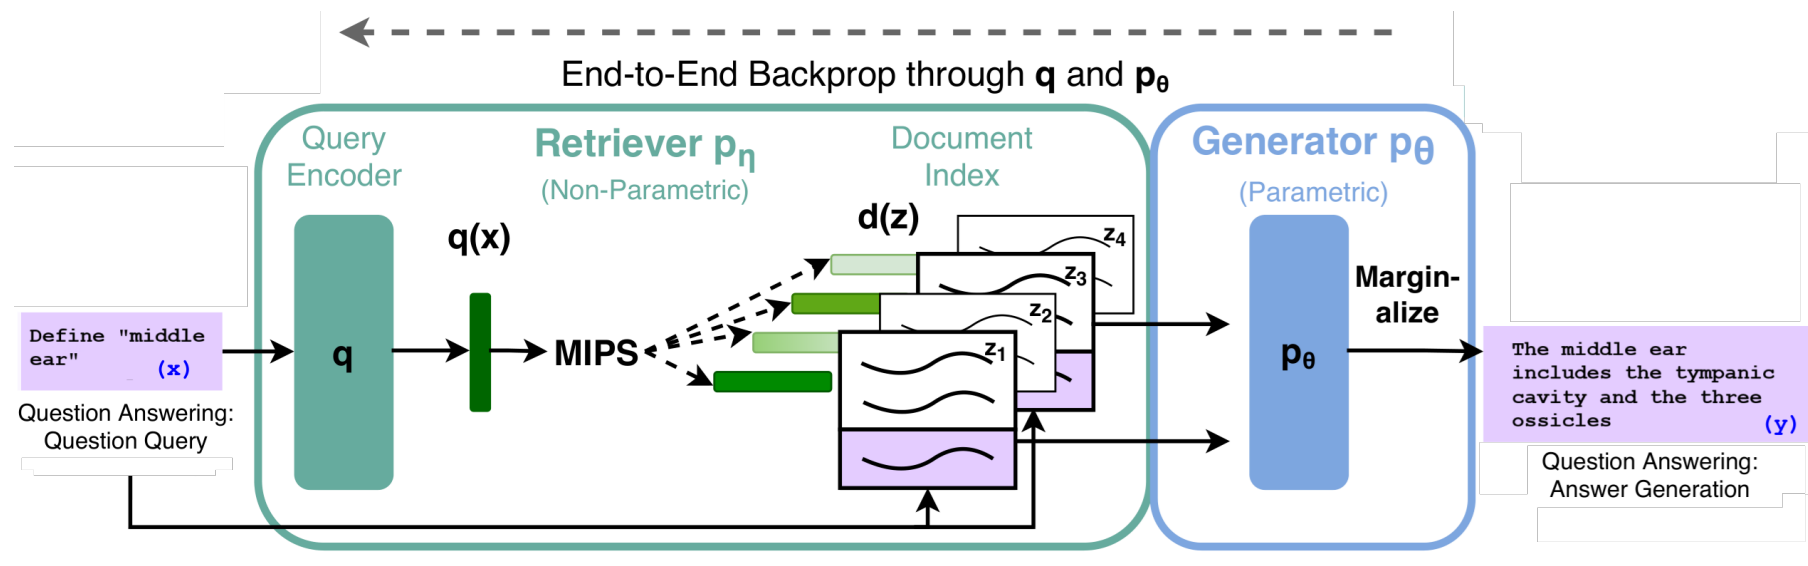 End-to-End Backprop through q and pθ
Query
Encoder
Retriever pη
(Non-Parametric)
Document
Index
Generator pθ
(Parametric)
q(x)
d(z)
z4
z3
z2
z1
Define "middle
ear"
(x)
q
MIPS
pθ
Margin-
alize
The middle ear
includes the tympanic
cavity and the three
ossicles
(y)
Question Answering:
Question Query
Question Answering:
Answer Generation